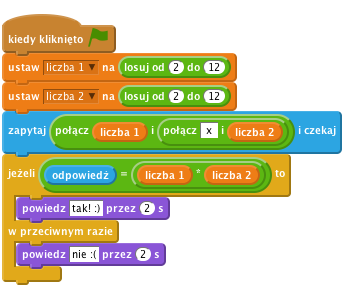 kiedy kliknięto
ustaw liczba 1 na losuj od 2 do 12
ustaw liczba 2 na losuj od 2 do 12
zapytaj połącz liczba 1 i połącz x i liczba 2 i czekaj
jeżeli odpowiedź = liczba 1 * liczba 2 to
powiedz tak! :) przez 2 s
w przeciwnym razie
powiedz nie :( przez 2 s